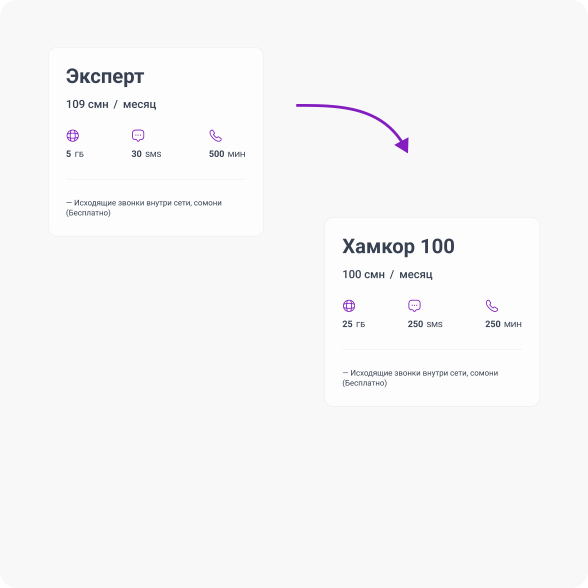 Эксперт
109 смн / месяц
5 ГБ 30 SMS 500 МИН
— Исходящие звонки внутри сети, сомони
(Бесплатно)
Хамкор 100
100 смн / месяц
25 ГБ 250 SMS 250 МИН
— Исходящие звонки внутри сети, сомони
(Бесплатно)